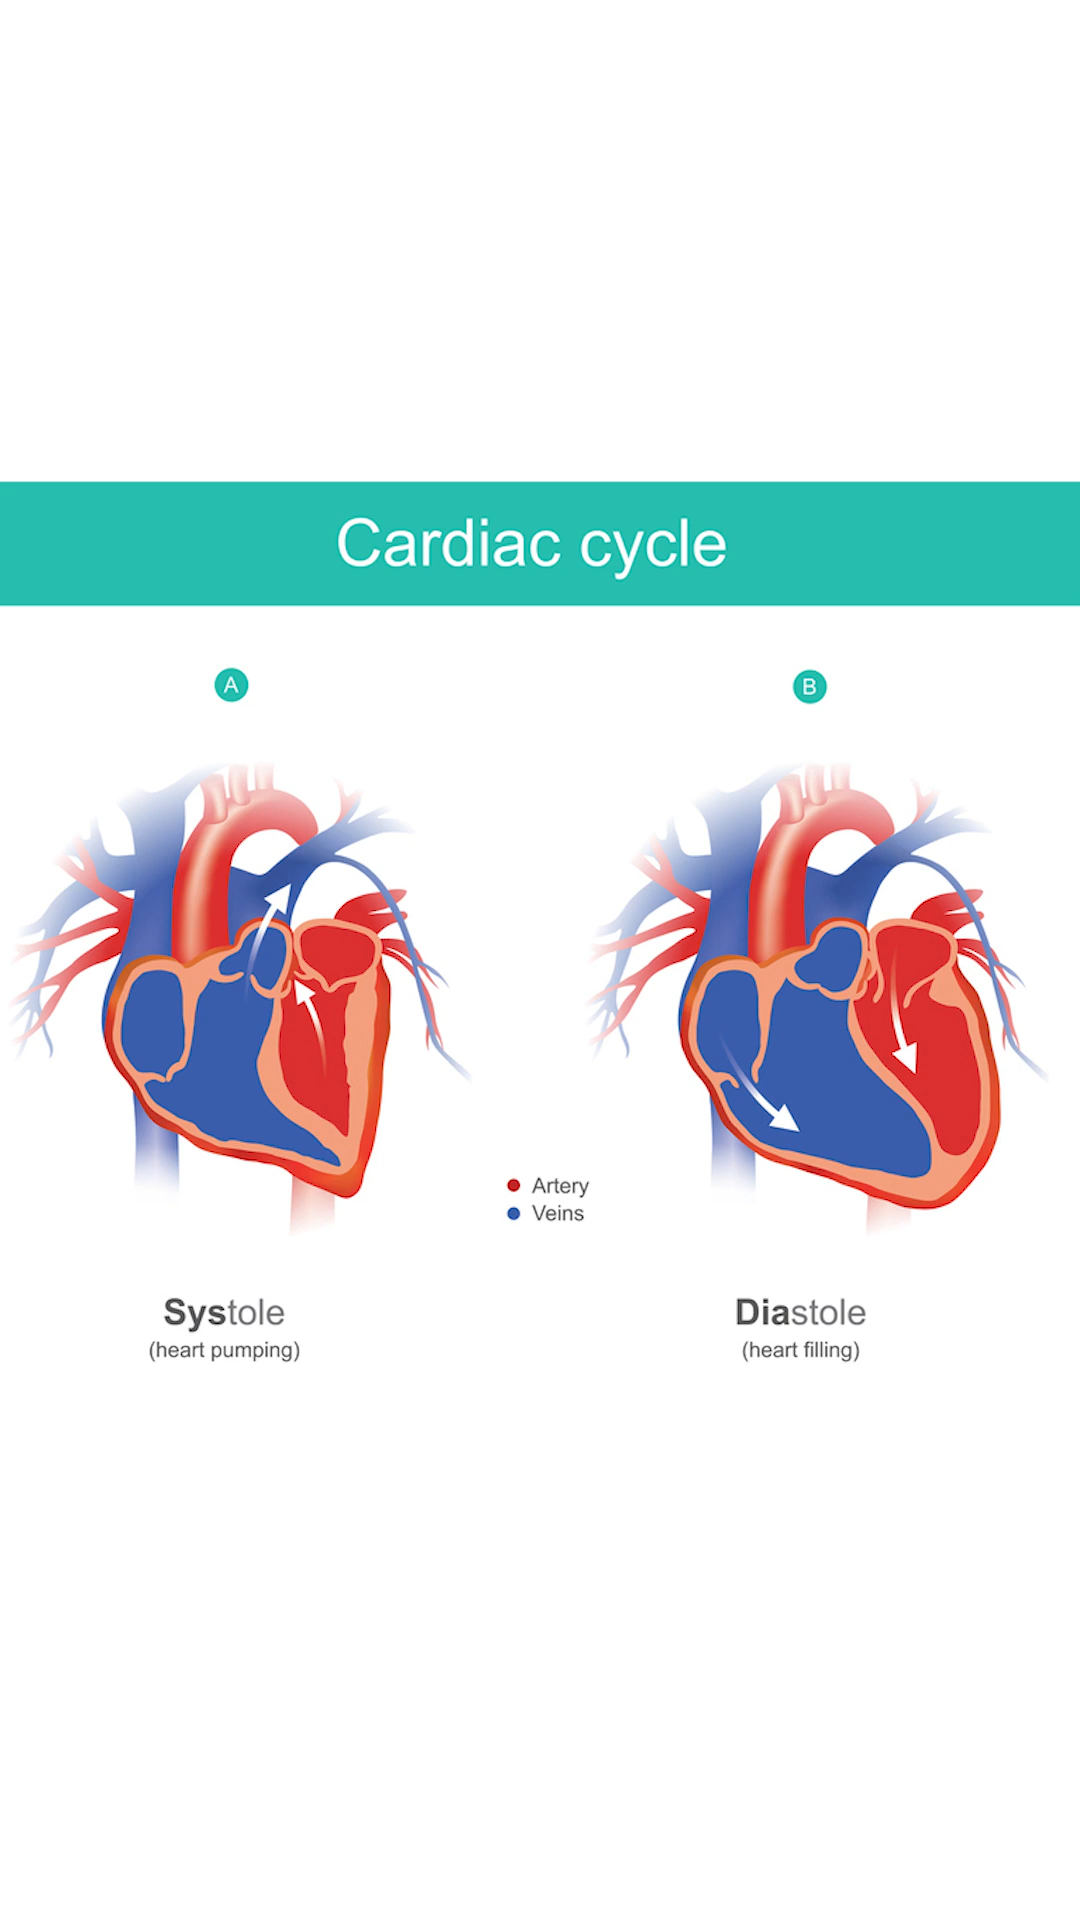 Cardiac cycle
A
B
Artery
Veins
Systole
(heart pumping)
Diastole
(heart filling)